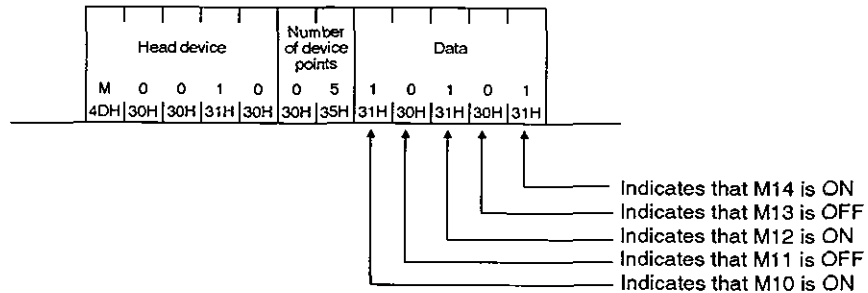 Head device
Number
of device
points
Data
M 0 0 1 0 0 5 1 0 1 0 1
4DH 30H 30H 31H 30H 30H 35H 31H 30H 31H 30H 31H
Indicates that M14 is ON
Indicates that M13 is OFF
Indicates that M12 is ON
Indicates that M11 is OFF
Indicates that M10 is ON